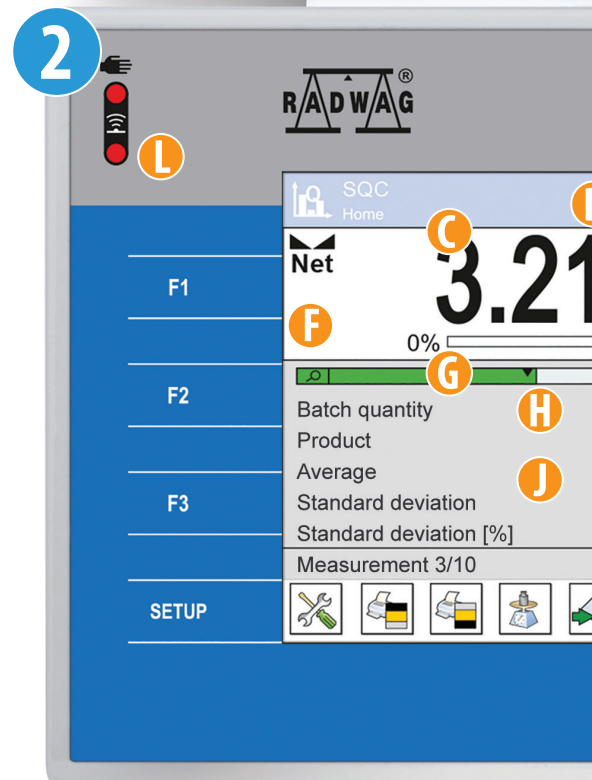 2
RADWAG®
L
SQC
Home
C
Net
3.21
F1
F
0%
G
F2
Batch quantity
H
Product
Average
J
F3
Standard deviation
Standard deviation [%]
Measurement 3/10
SETUP